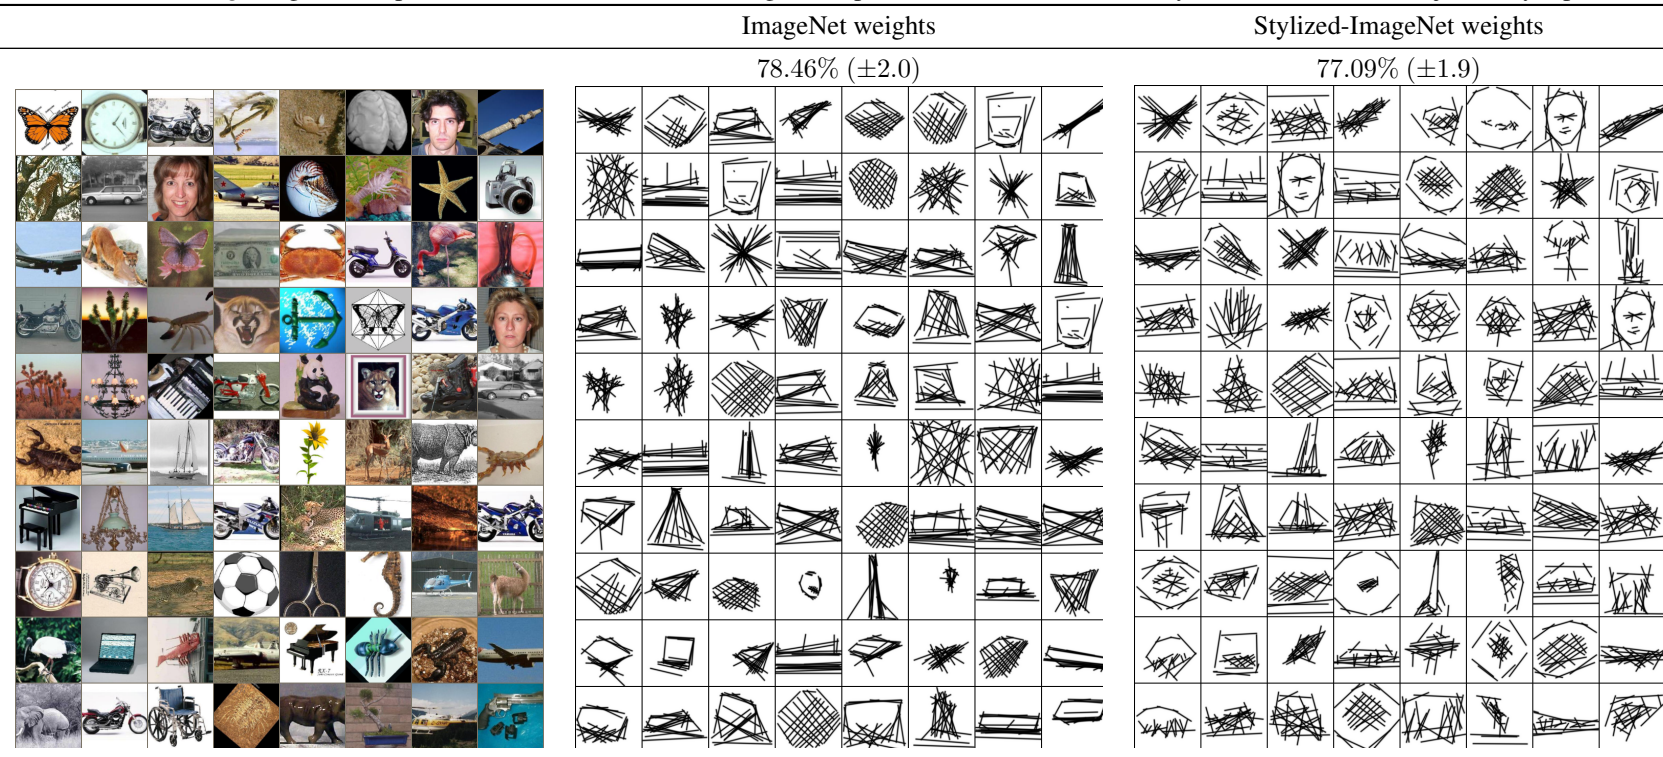 ImageNet weights
Stylized-ImageNet weights
78.46% (±2.0)
77.09% (±1.9)